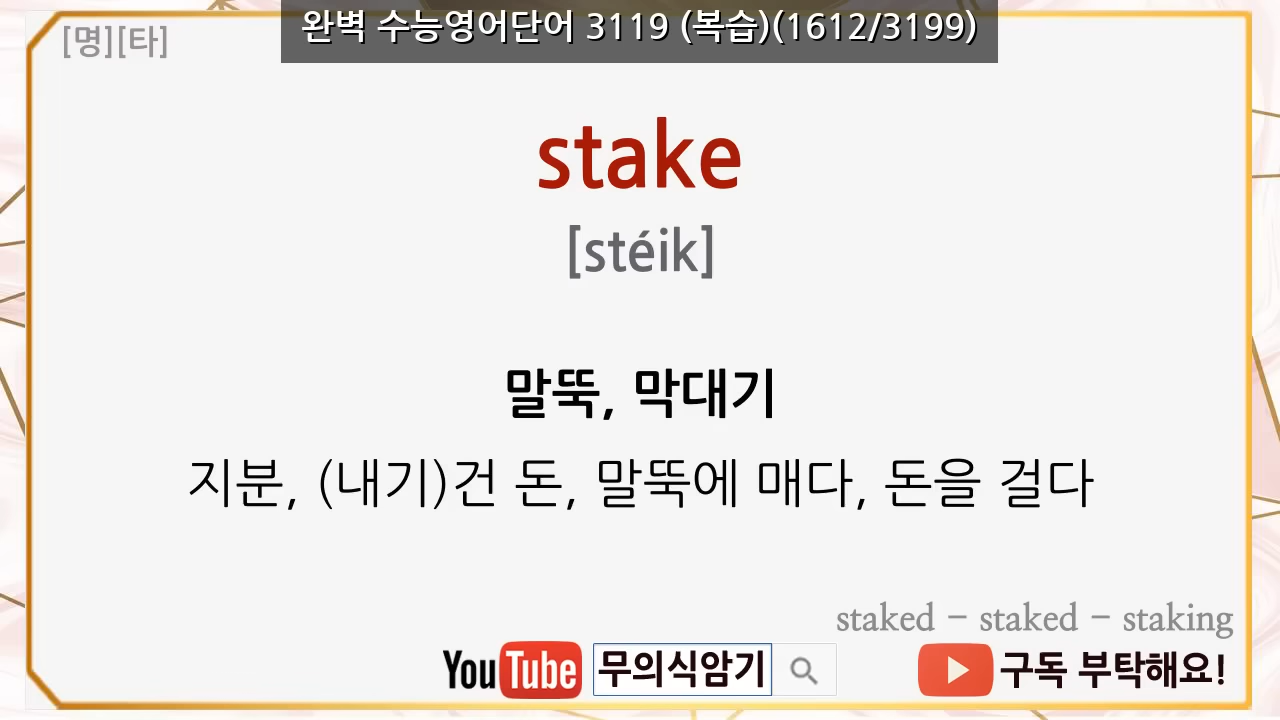 완벽 수능영어단어 3119 (복습)(1612/3199)
[명][타]
stake
[stéik]
말뚝, 막대기
지분, (내기)건 돈, 말뚝에 매다, 돈을 걸다
staked - staked - staking
YouTube 무의식암기 구독 부탁해요!